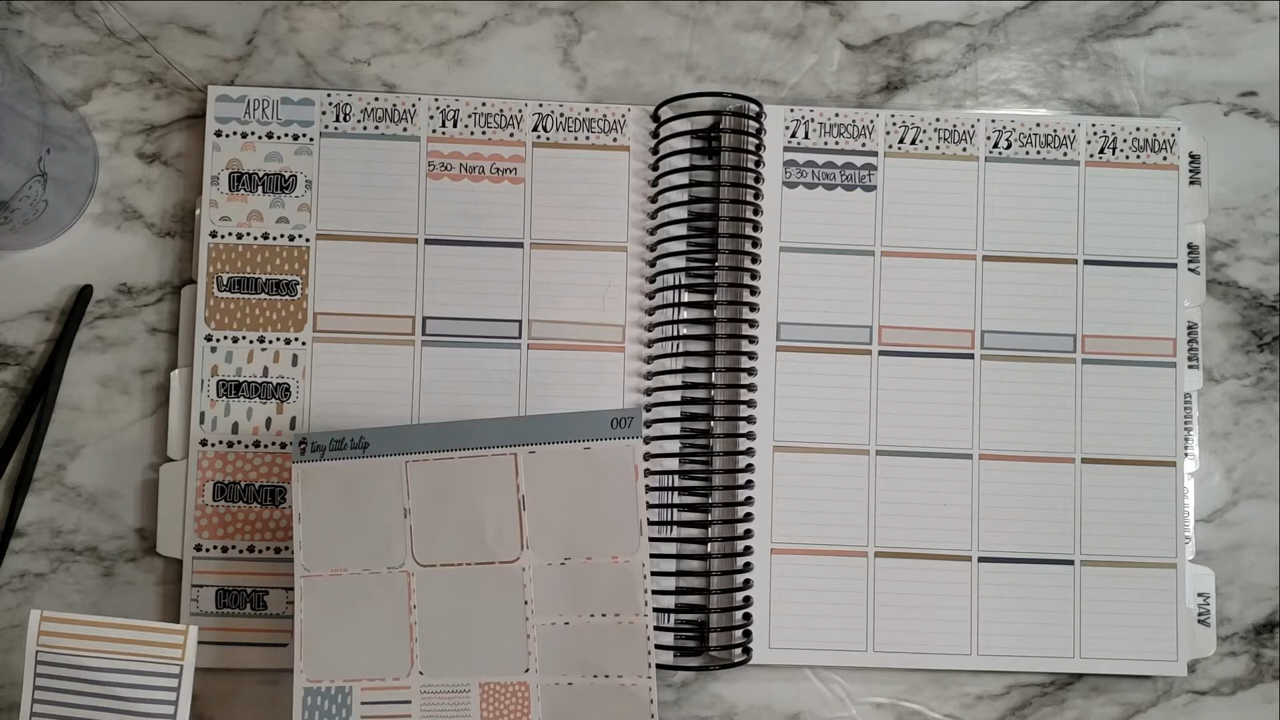 APRIL
18 MONDAY
19 TUESDAY
20 WEDNESDAY
21 THURSDAY
22 FRIDAY
23 SATURDAY
24 SUNDAY
FAMILY
5:30- Nora Gym
5:30 Nora Ballet
WELLNESS
READING
DINNER
HOME
tiny little tulip
007
JUNE
JULY
AUGUST
SEPTEMBER
MAY